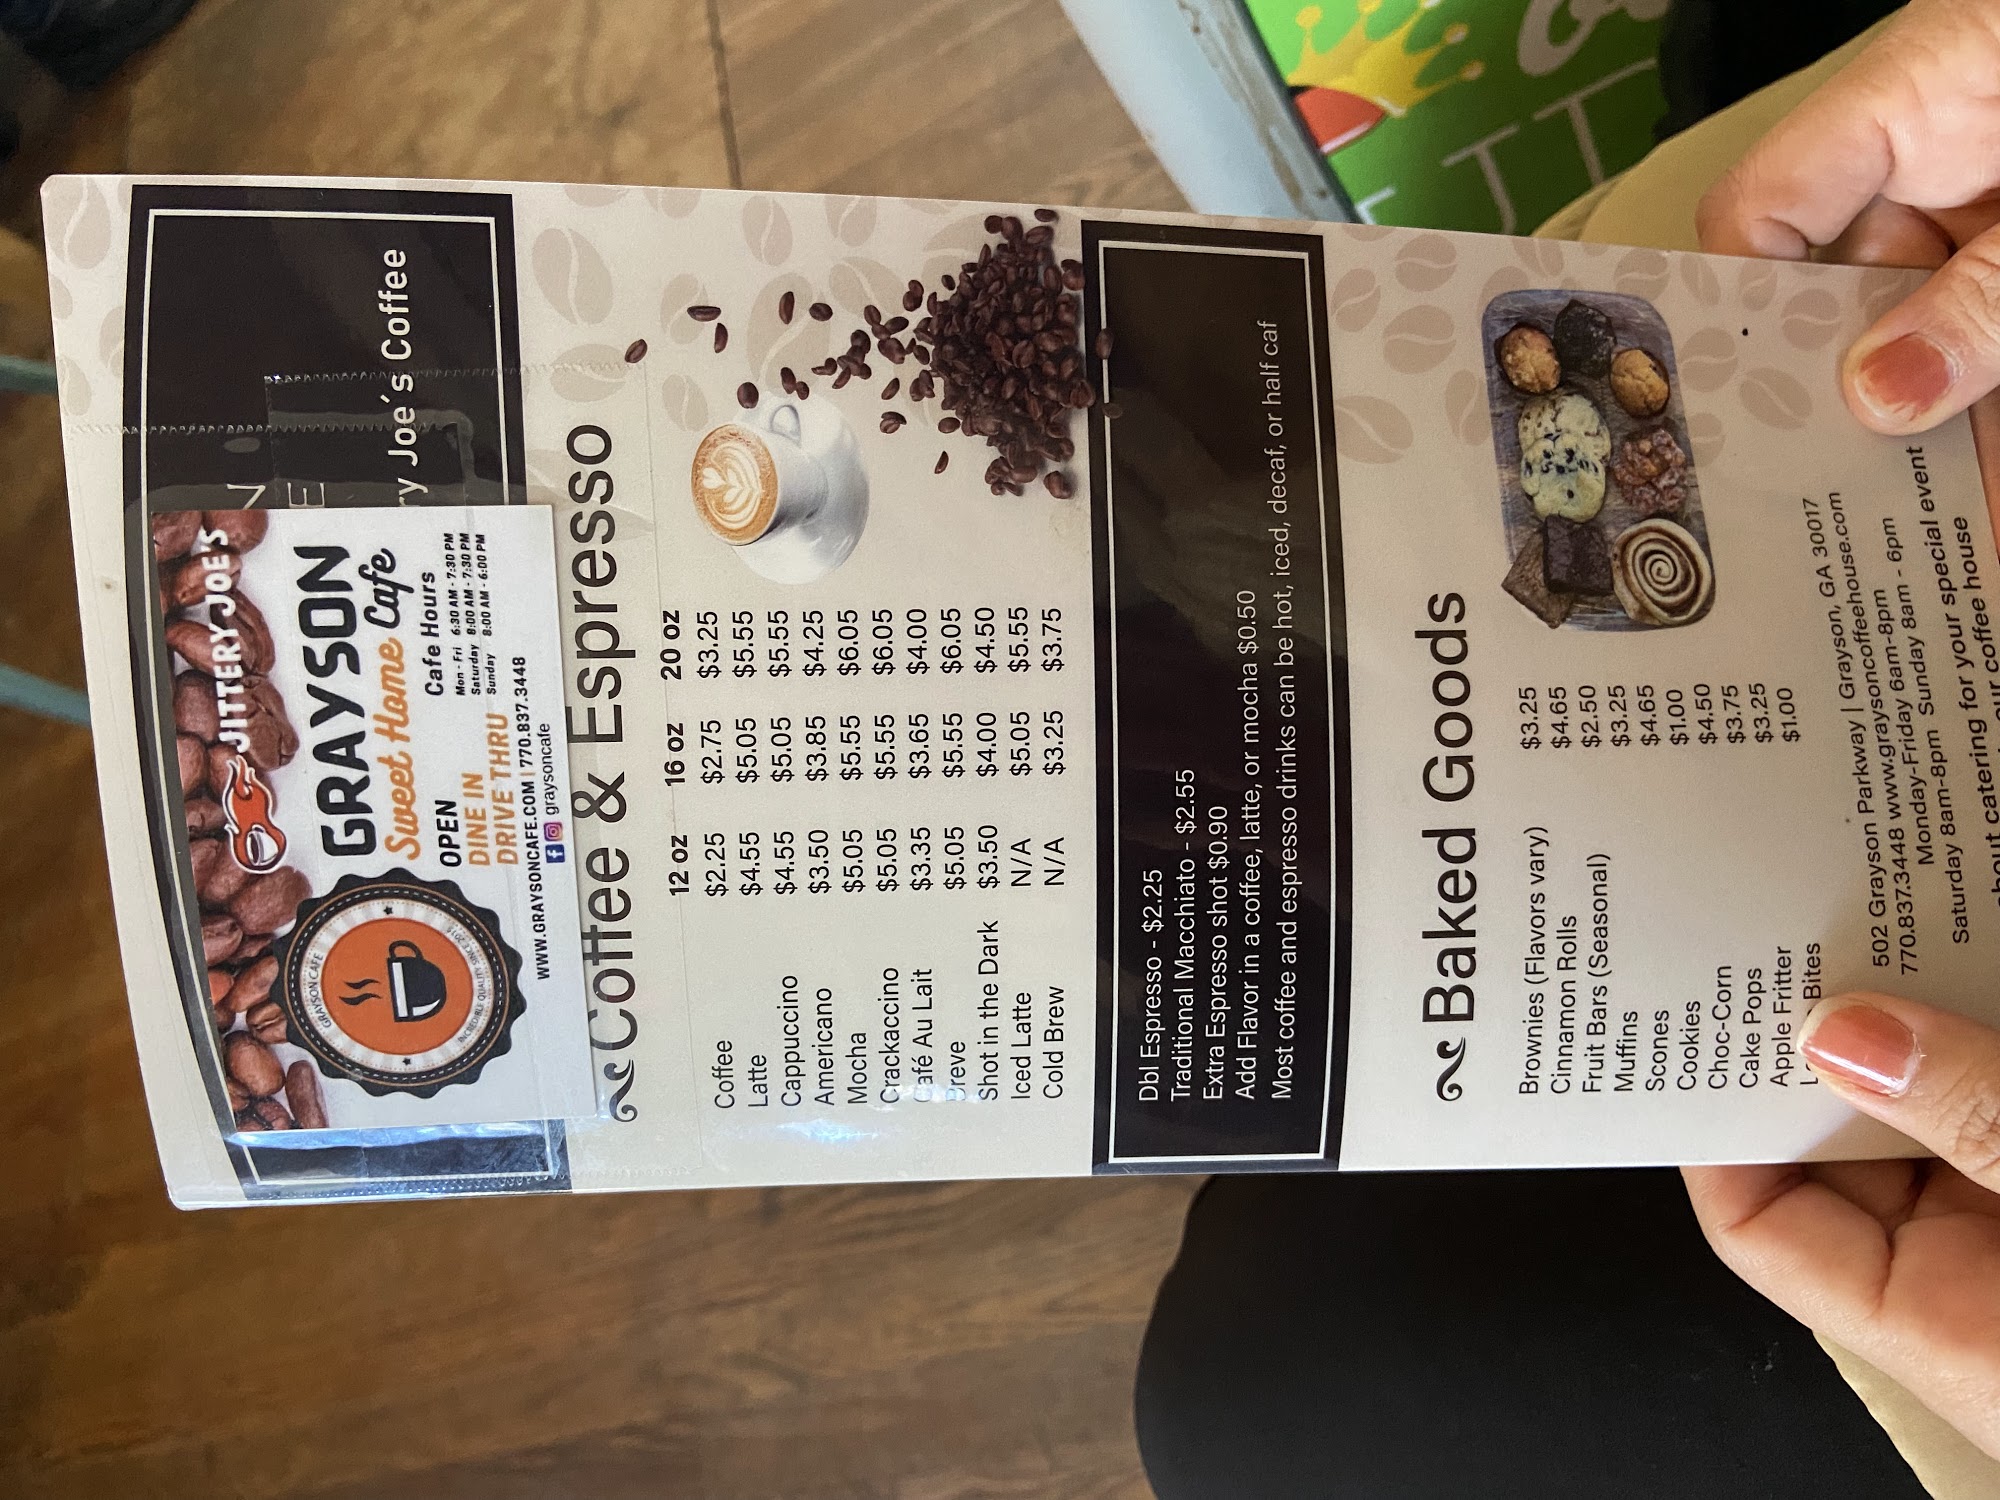 JITTERY JOE'S
GRAYSON
Sweet Home Cafe
OPEN
DINE IN
DRIVE THRU
Cafe Hours
Mon - Fri 6:30 AM - 7:30 PM
Saturday 8:00 AM - 7:30 PM
Sunday 8:00 AM - 6:00 PM
WWW.GRAYSONCAFE.COM | 770.837.3448
graysoncafe
GRAYSON CAFE
INCREDIBLE QUALITY SINCE
Joe's Coffee
Coffee & Espresso
12 oz 16 oz 20 oz
Coffee $2.25 $2.75 $3.25
Latte $4.55 $5.05 $5.55
Cappuccino $4.55 $5.05 $5.55
Americano $3.50 $3.85 $4.25
Mocha $5.05 $5.55 $6.05
Crackaccino $5.05 $5.55 $6.05
Café Au Lait $3.35 $3.65 $4.00
Breve $5.05 $5.55 $6.05
Shot in the Dark $3.50 $4.00 $4.50
Iced Latte N/A $5.05 $5.55
Cold Brew N/A $3.25 $3.75
Dbl Espresso - $2.25
Traditional Macchiato - $2.55
Extra Espresso shot $0.90
Add Flavor in a coffee, latte, or mocha $0.50
Most coffee and espresso drinks can be hot, iced, decaf, or half caf
Baked Goods
Brownies (Flavors vary) $3.25
Cinnamon Rolls $4.65
Fruit Bars (Seasonal) $2.50
Muffins $3.25
Scones $4.65
Cookies $1.00
Choc-Corn $4.50
Cake Pops $3.75
Apple Fritter $3.25
Bites $1.00
502 Grayson Parkway | Grayson, GA 30017
770.837.3448 www.graysoncoffeehouse.com
Monday-Friday 6am-8pm
Saturday 8am-8pm Sunday 8am - 6pm
about catering for your special event
our coffee house